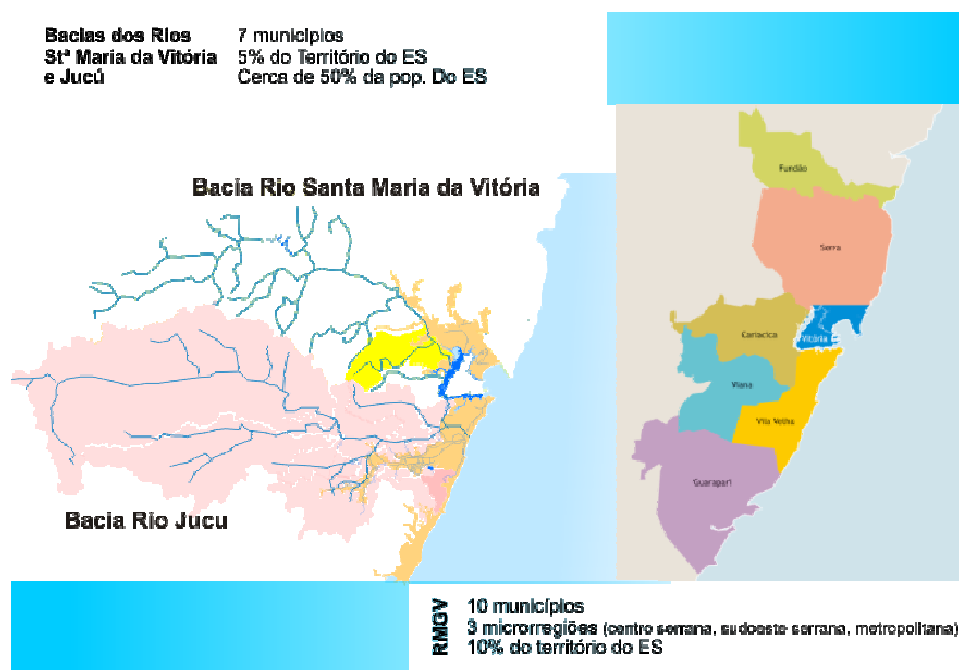 Bacias dos Rios
Stª Maria da Vitória
e Jucú
7 municípios
5% do Território do ES
Cerca de 50% da pop. Do ES
Bacia Rio Santa Maria da Vitória
Bacia Rio Jucu
Fundão
Serra
Cariacica
Vitória
Viana
Vila Velha
Guarapari
RMGV
10 municípios
3 microrregiões (centro serrana, sudoeste serrana, metropolitana)
10% do território do ES